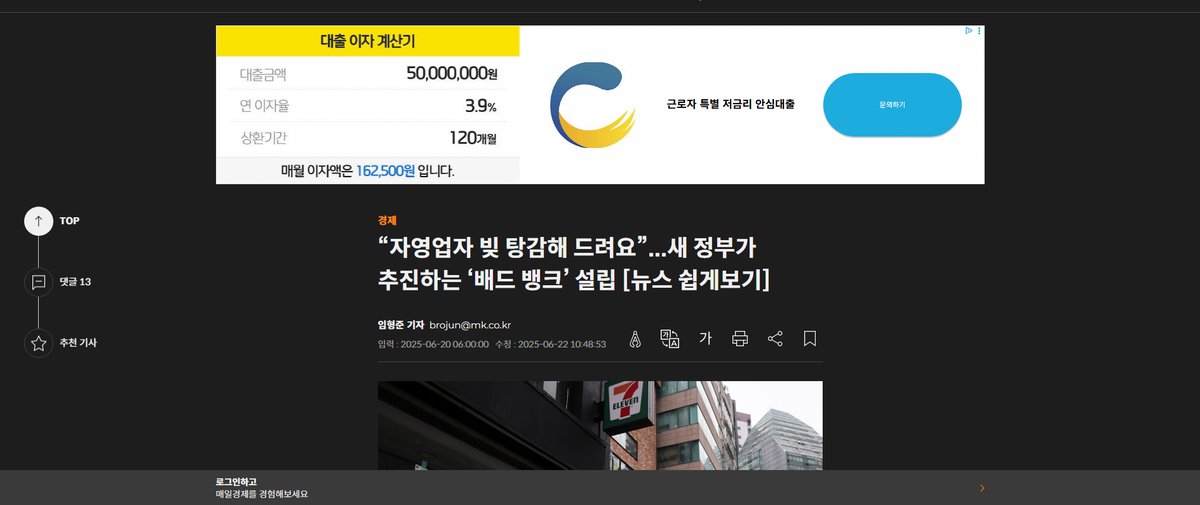 대출 이자 계산기
대출금액 50,000,000원
연 이자율 3.9%
상환기간 120개월
매월 이자액은 162,500원 입니다.
근로자 특별 저금리 안심대출
문의하기
TOP
댓글 13
추천 기사
경제
“자영업자 빚 탕감해 드려요”...새 정부가
추진하는 ‘배드 뱅크’ 설립 [뉴스 쉽게보기]
임형준 기자 brojun@mk.co.kr
입력 : 2025-06-20 06:00:00 수정 : 2025-06-22 10:48:53
가
7
ELEVEN
로그인하고
매일경제를 경험해보세요